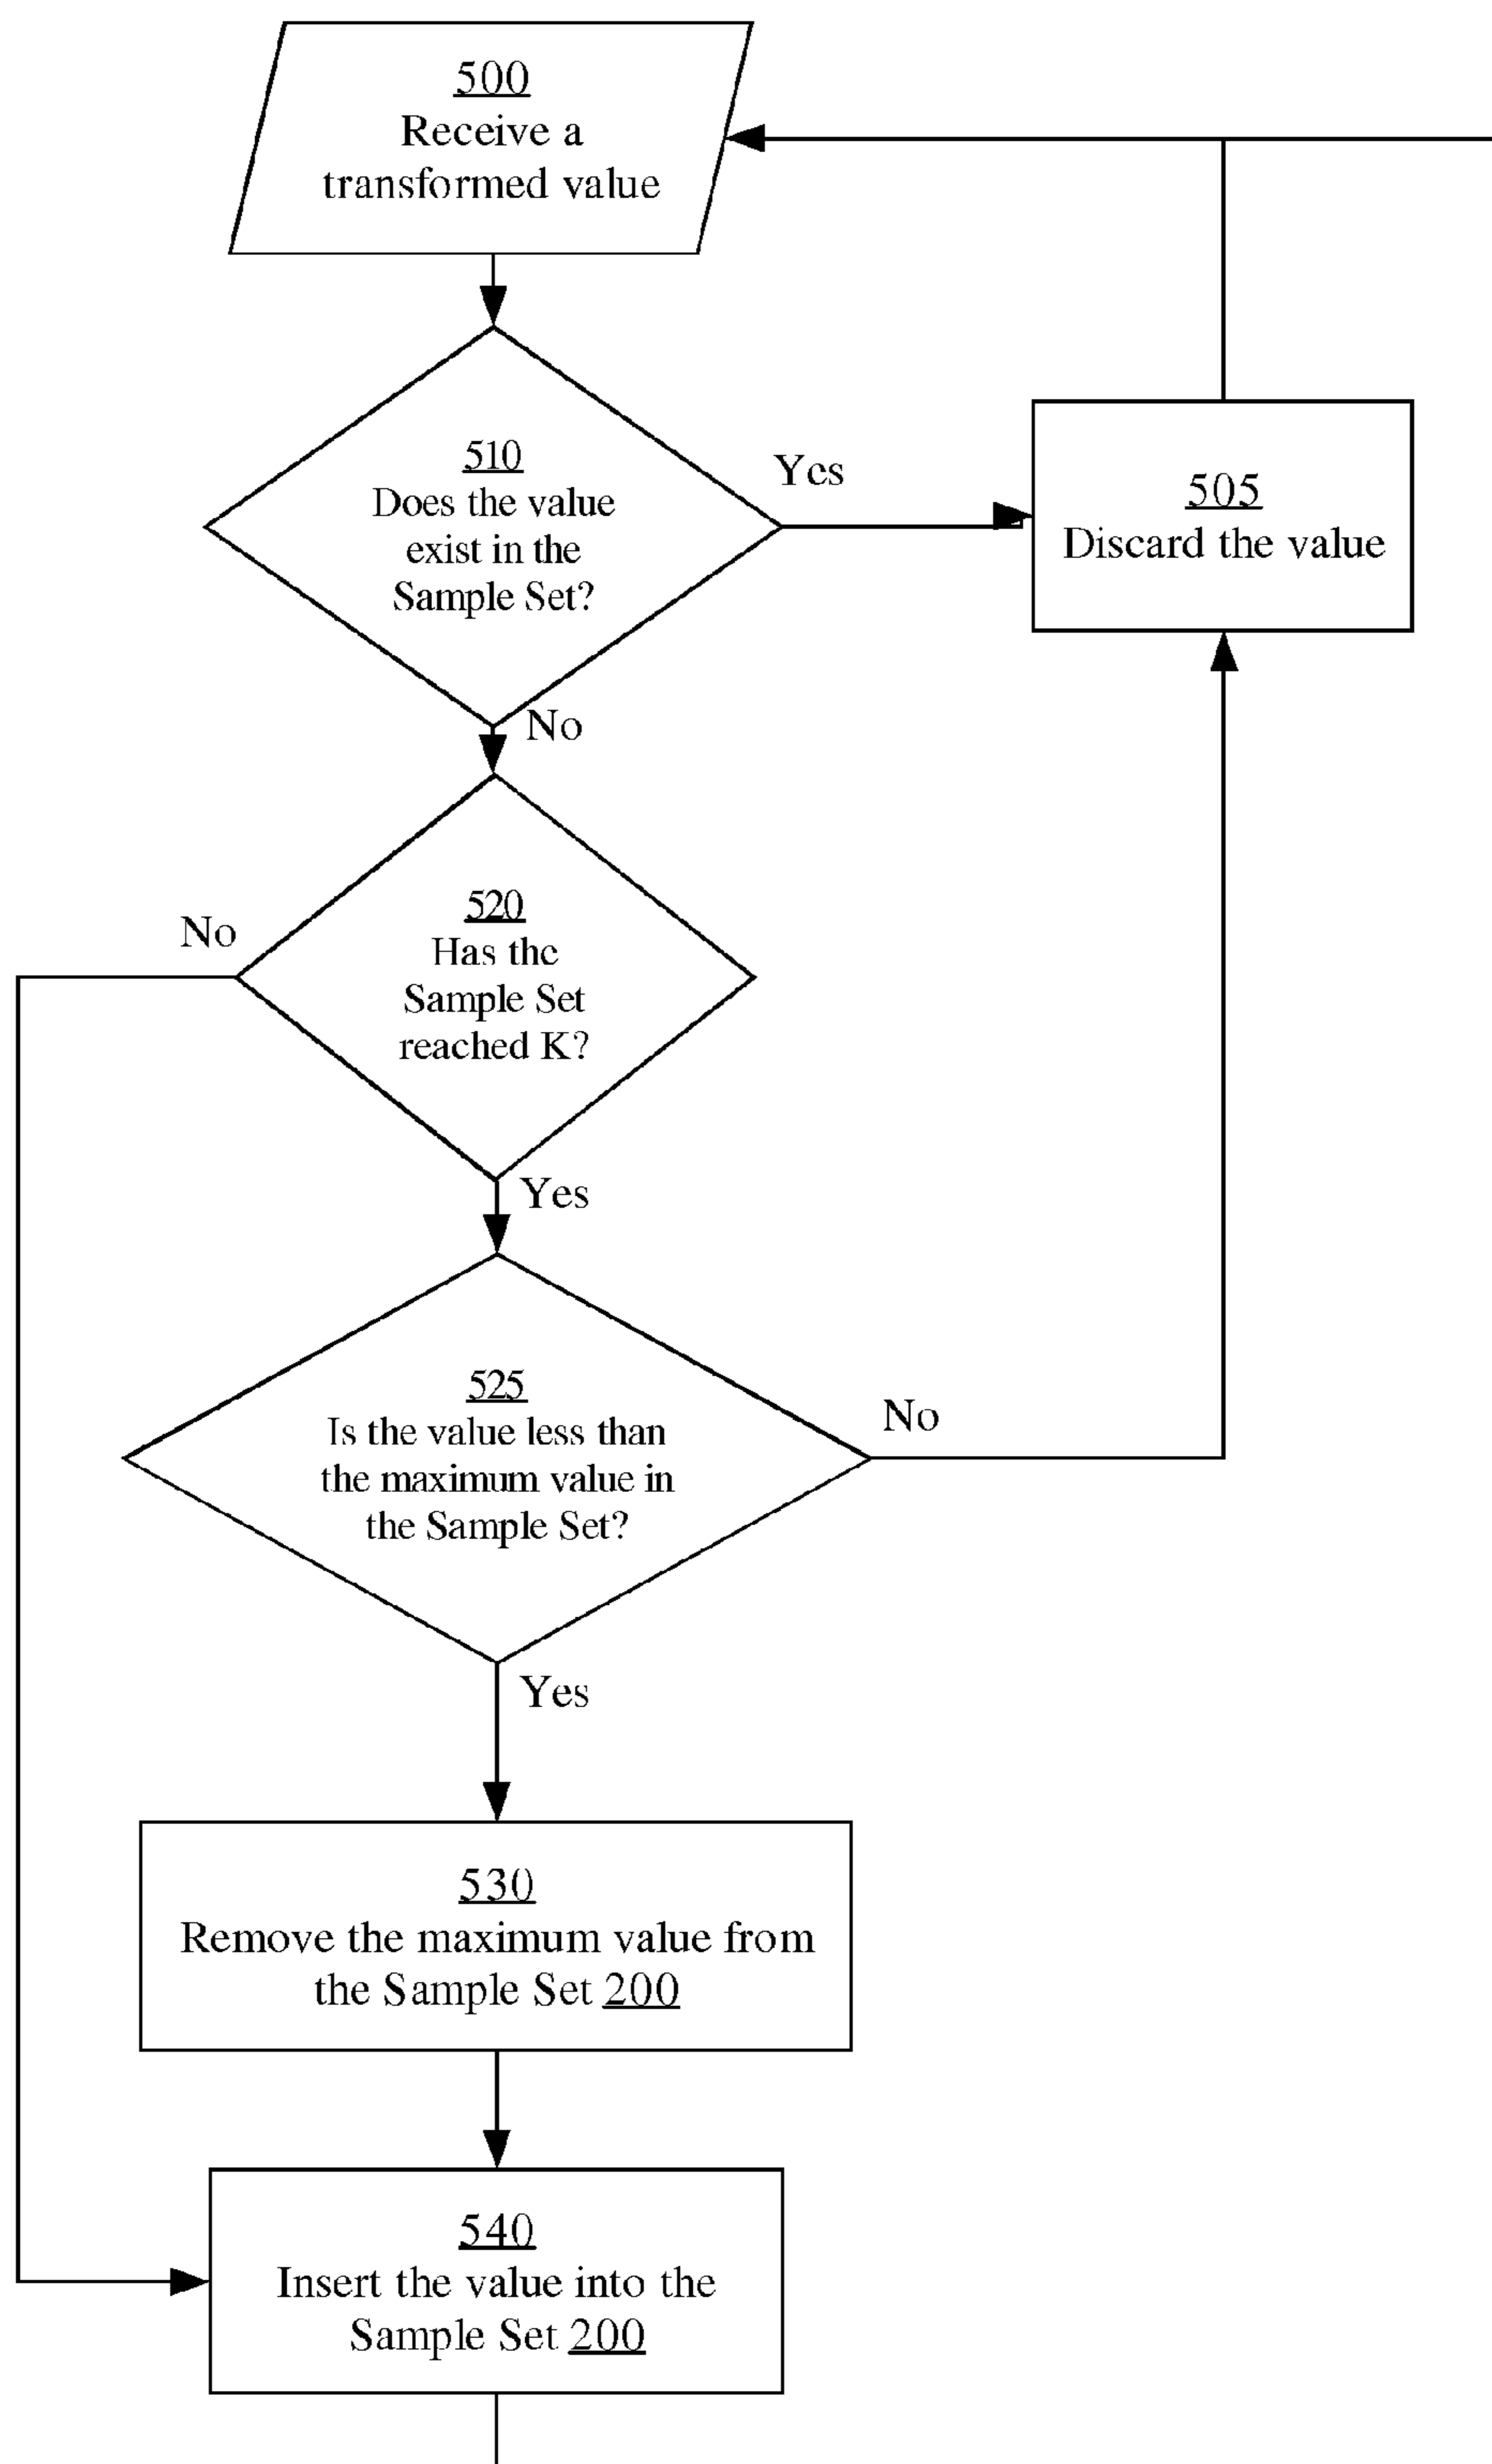 500
Receive a
transformed value
510
Does the value
exist in the
Sample Set?
Yes
505
Discard the value
No
520
Has the
Sample Set
reached K?
No
Yes
525
Is the value less than
the maximum value in
the Sample Set?
No
Yes
530
Remove the maximum value from
the Sample Set 200
540
Insert the value into the
Sample Set 200